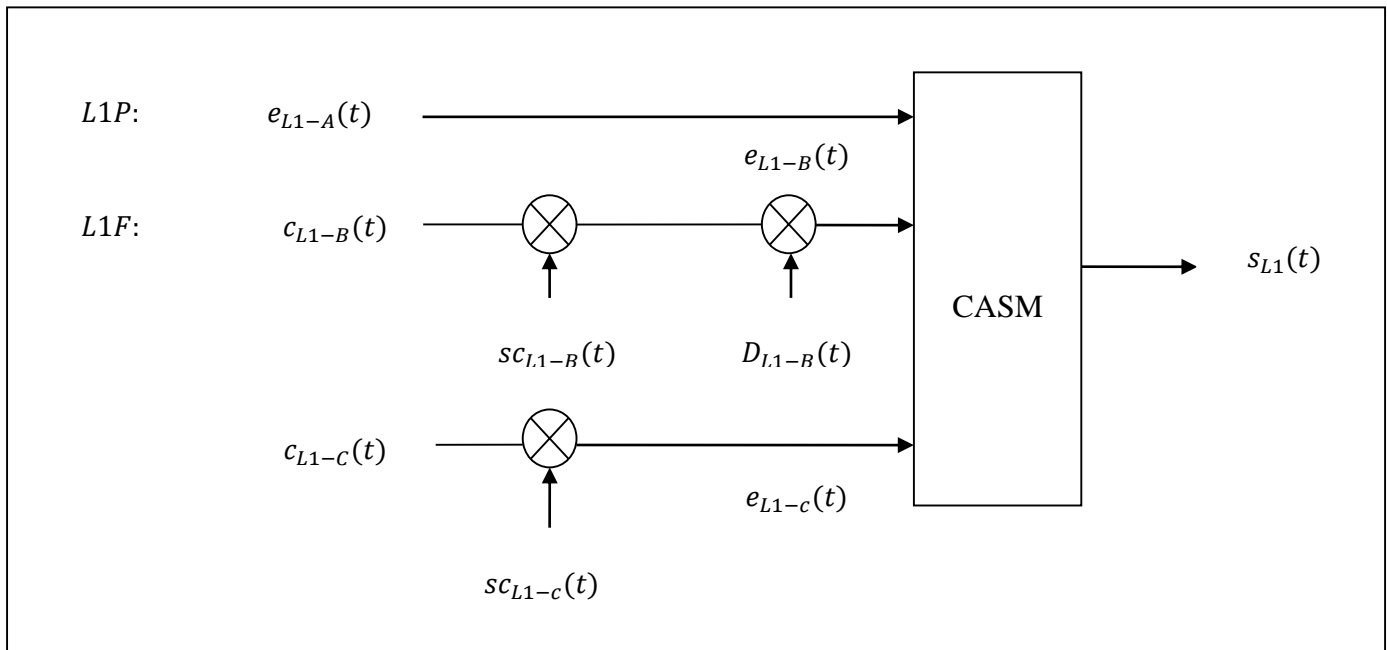 L1P: e_{L1−A}(t)
e_{L1−B}(t)
L1F: c_{L1−B}(t)
s_{L1}(t)
CASM
sc_{L1−B}(t) D_{L1−B}(t)
c_{L1−C}(t)
e_{L1−c}(t)
sc_{L1−c}(t)